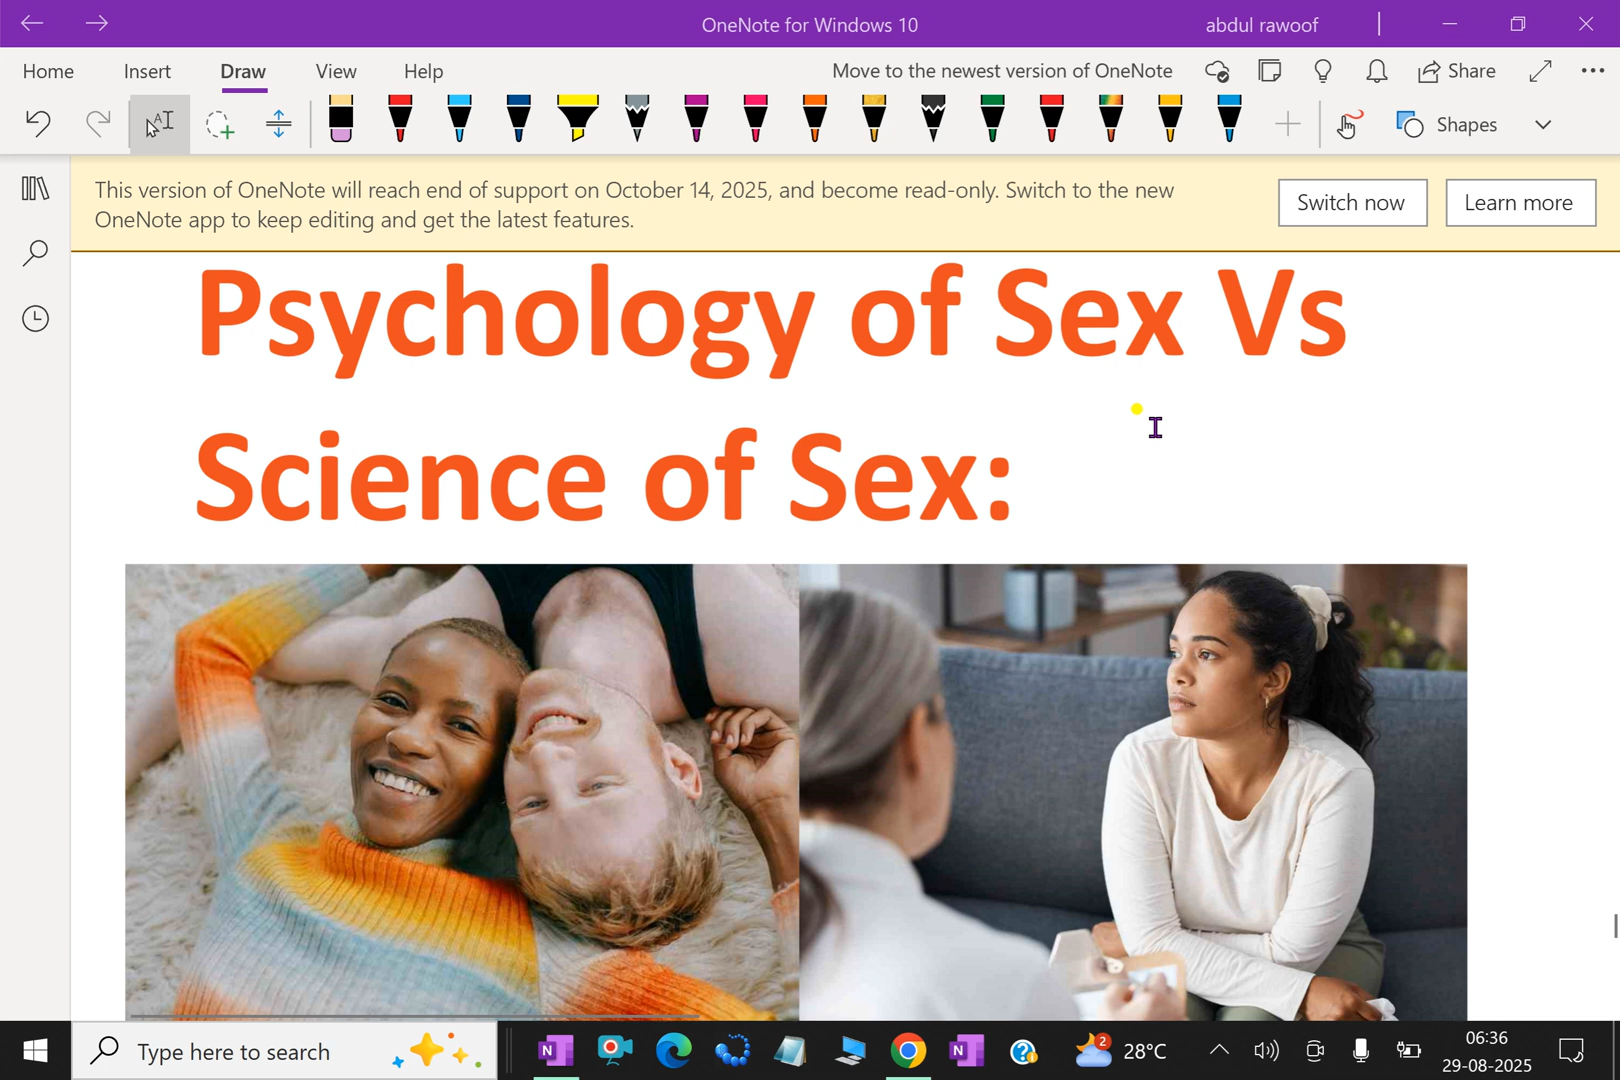 OneNote for Windows 10
abdul rawoof
Home Insert Draw View Help
Move to the newest version of OneNote
Share
Shapes
This version of OneNote will reach end of support on October 14, 2025, and become read-only. Switch to the new
OneNote app to keep editing and get the latest features.
Switch now
Learn more
Psychology of Sex Vs
Science of Sex:
Type here to search
2
28°C
06:36
29-08-2025